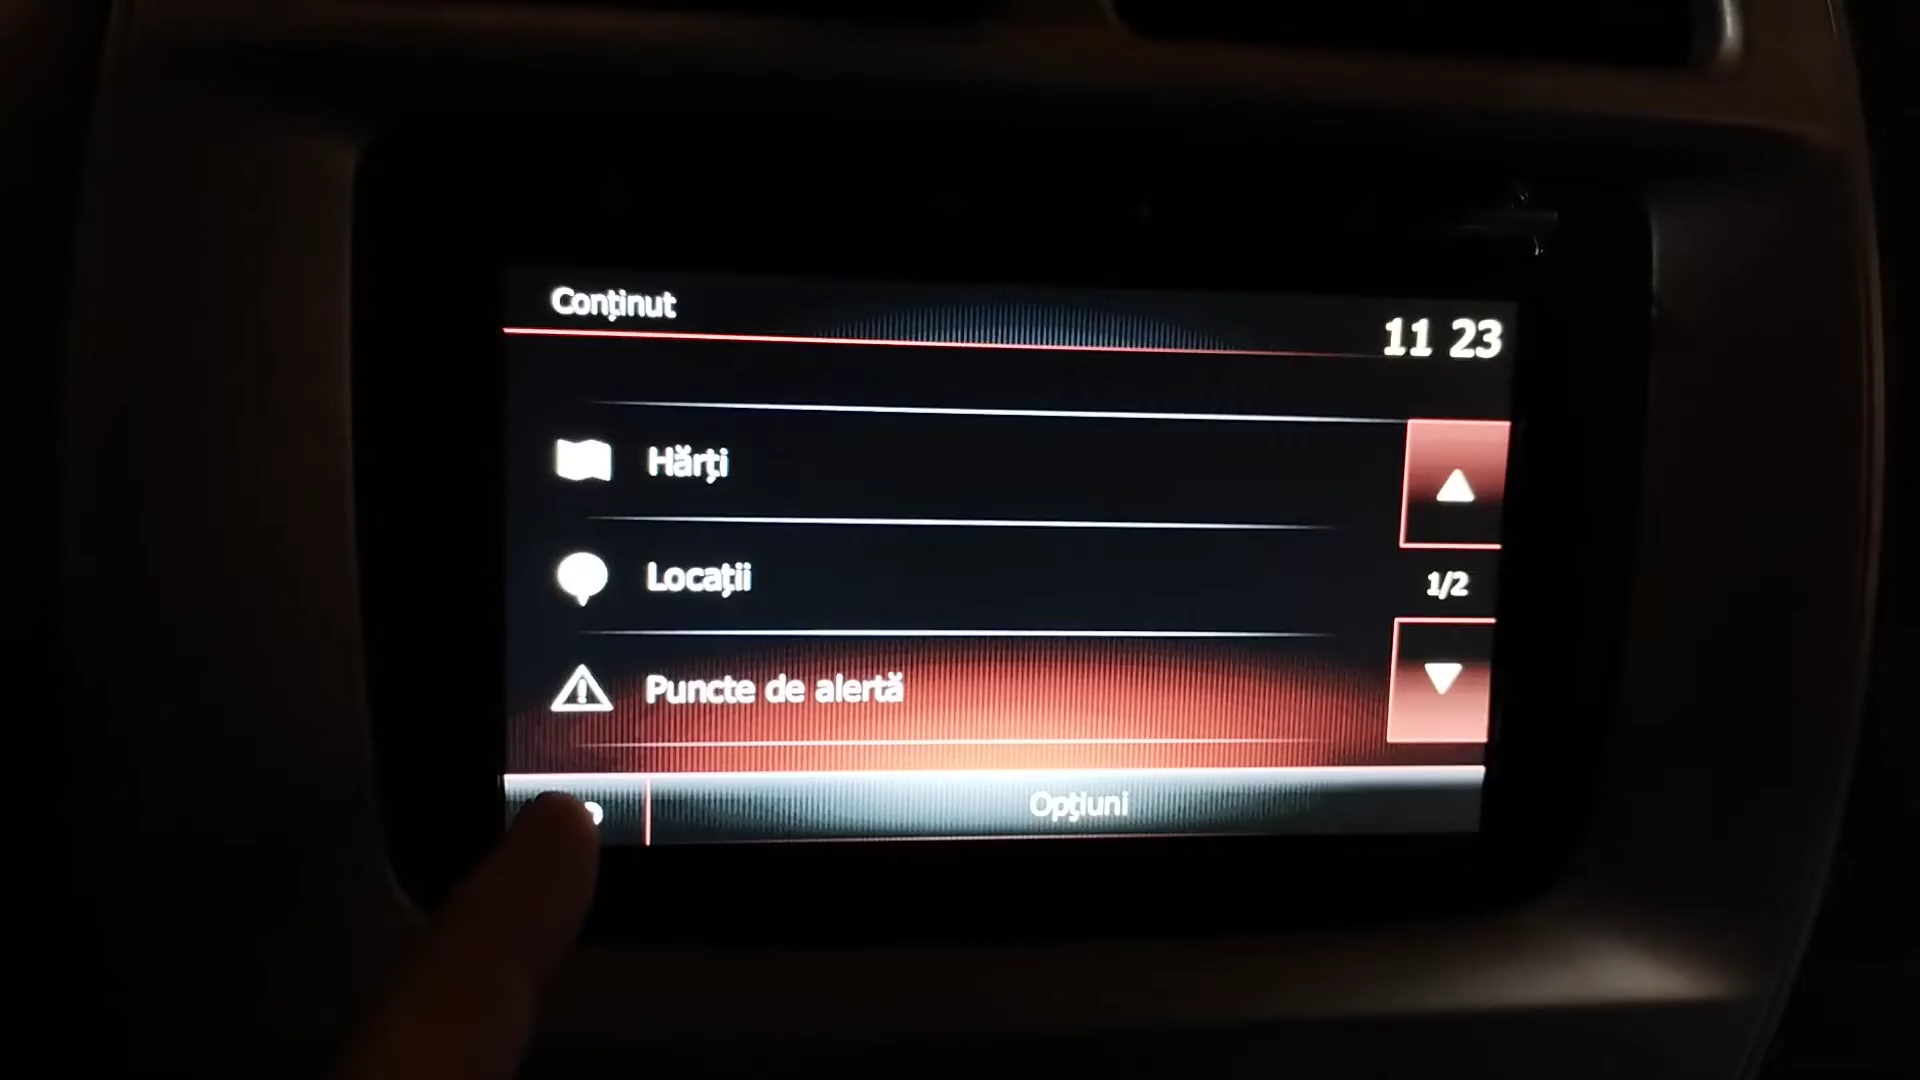 Conținut
11 23
Hărți
Locații
1/2
Puncte de alertă
Opțiuni